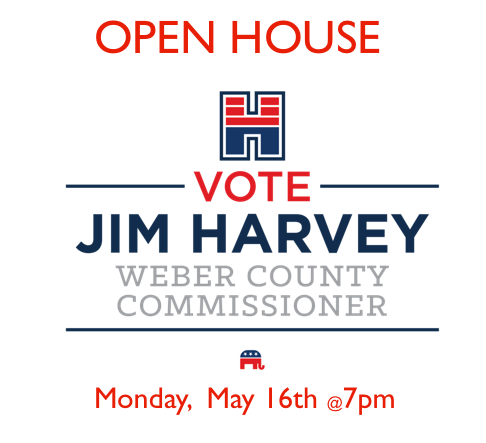 OPEN HOUSE
H
VOTE
JIM HARVEY
WEBER COUNTY
COMMISSIONER
Monday, May 16th @7pm